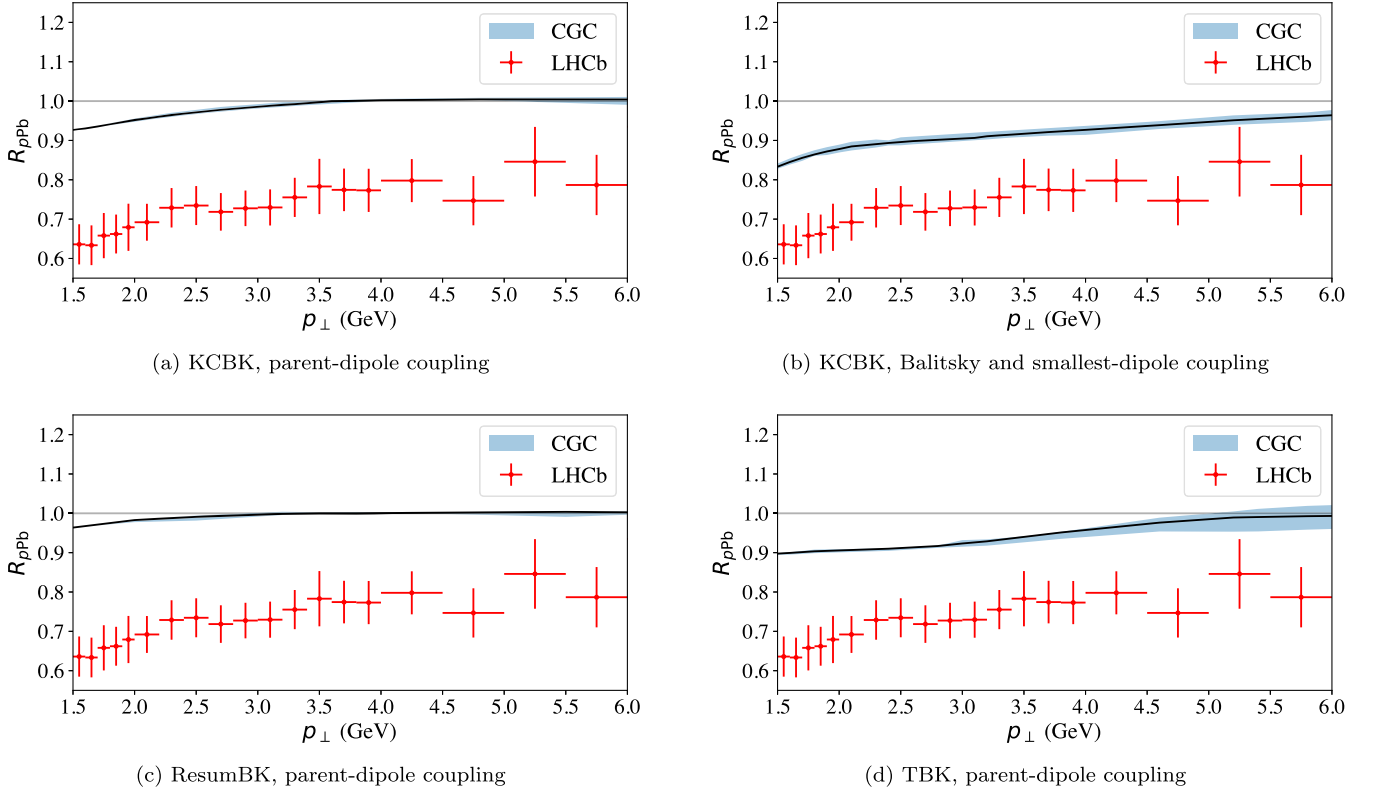 1.2
1.1
1.0
0.9
0.8
0.7
0.6
R_pPb
CGC
LHCb
1.5 2.0 2.5 3.0 3.5 4.0 4.5 5.0 5.5 6.0
p⊥ (GeV)
(a) KCBK, parent-dipole coupling
1.2
1.1
1.0
0.9
0.8
0.7
0.6
R_pPb
CGC
LHCb
1.5 2.0 2.5 3.0 3.5 4.0 4.5 5.0 5.5 6.0
p⊥ (GeV)
(b) KCBK, Balitsky and smallest-dipole coupling
1.2
1.1
1.0
0.9
0.8
0.7
0.6
R_pPb
CGC
LHCb
1.5 2.0 2.5 3.0 3.5 4.0 4.5 5.0 5.5 6.0
p⊥ (GeV)
(c) ResumBK, parent-dipole coupling
1.2
1.1
1.0
0.9
0.8
0.7
0.6
R_pPb
CGC
LHCb
1.5 2.0 2.5 3.0 3.5 4.0 4.5 5.0 5.5 6.0
p⊥ (GeV)
(d) TBK, parent-dipole coupling